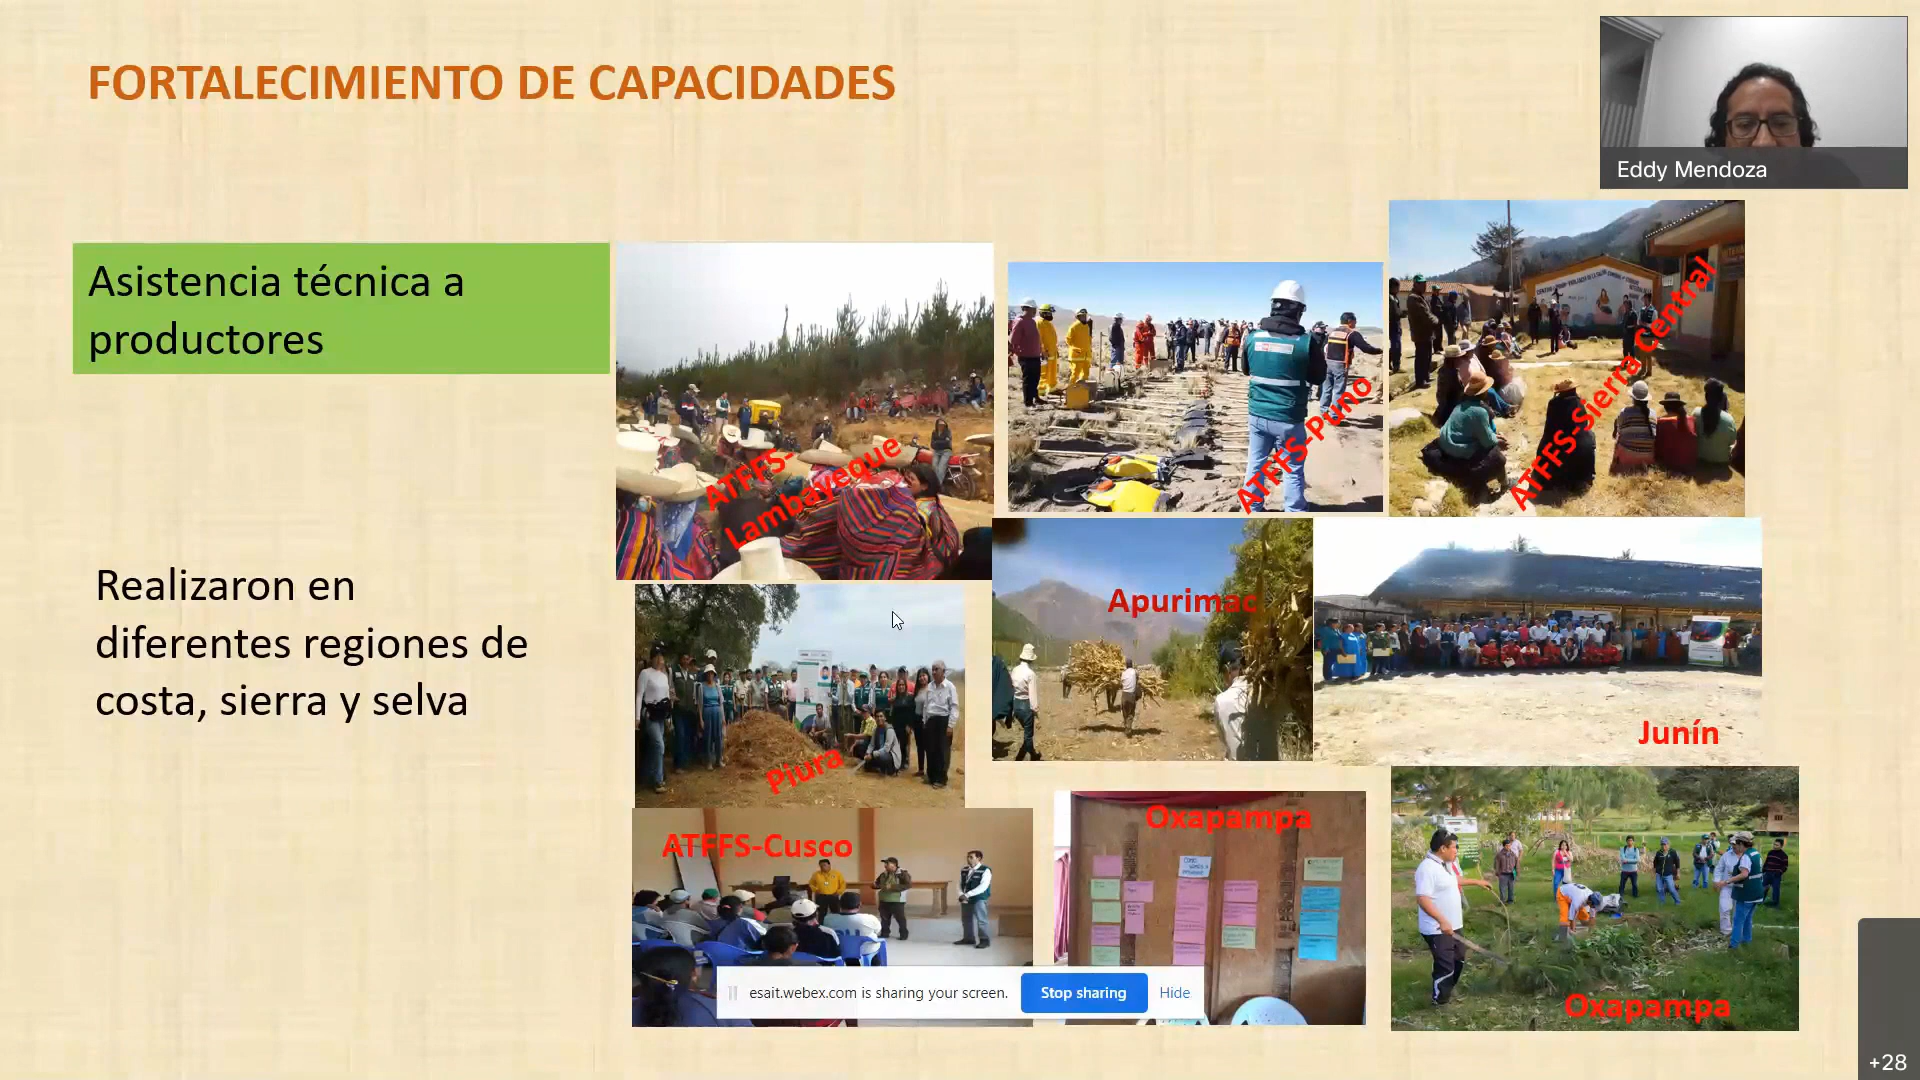 FORTALECIMIENTO DE CAPACIDADES
Eddy Mendoza
Asistencia técnica a
productores
Realizaron en
diferentes regiones de
costa, sierra y selva
ATFFS-
Lambayeque
ATFFS-Puno
ATFFS-Sierra Central
Piura
Apurimac
Junín
ATFFS-Cusco
Oxapampa
Oxapampa
esait.webex.com is sharing your screen.
Stop sharing
Hide
+28